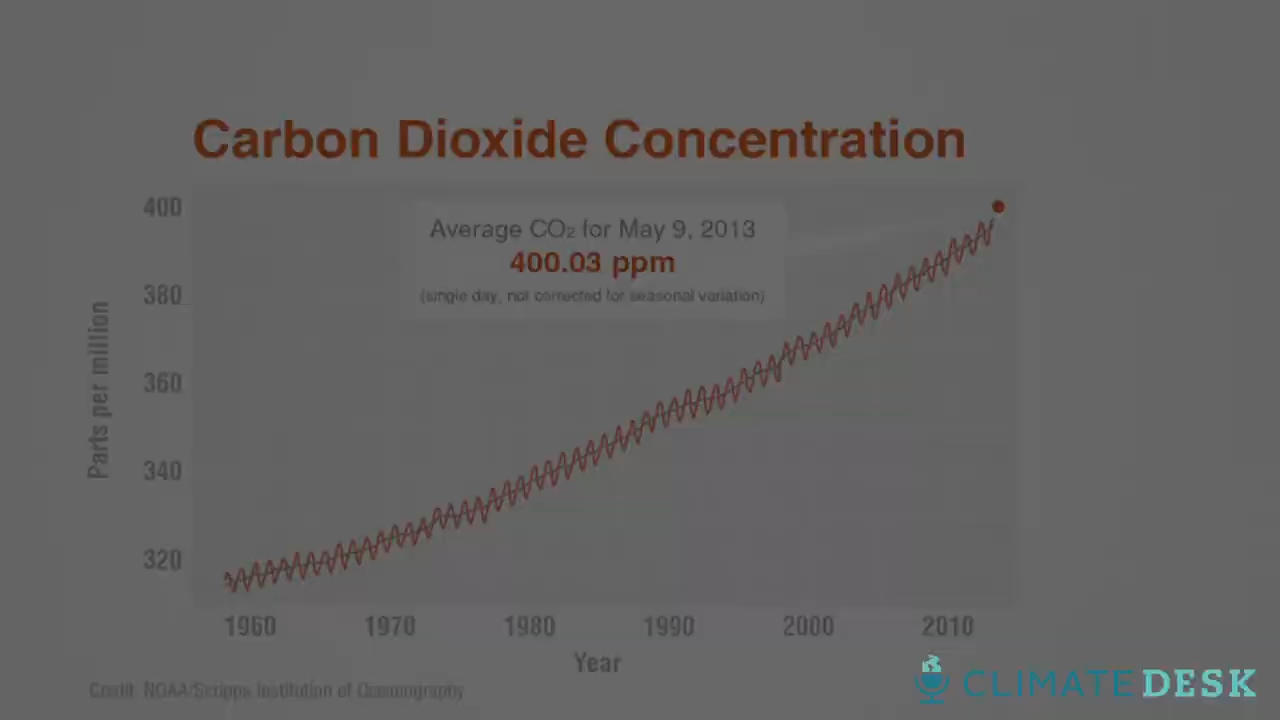 Carbon Dioxide Concentration
400
Average CO₂ for May 9, 2013
400.03 ppm
(single day, not corrected for seasonal variation)
380
360
340
320
Parts per million
1960 1970 1980 1990 2000 2010
Year
Credit: NOAA/Scripps Institution of Oceanography
CLIMATE DESK